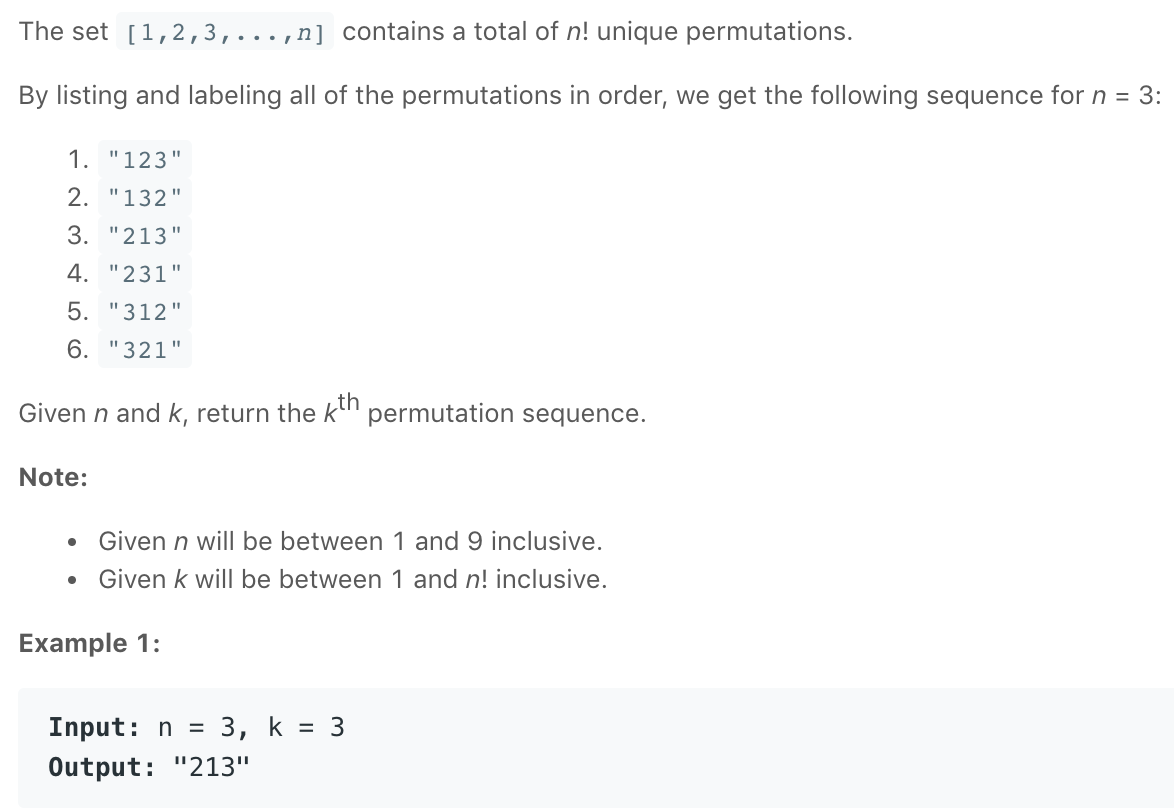 The set [1,2,3,...,n] contains a total of n! unique permutations.
By listing and labeling all of the permutations in order, we get the following sequence for n = 3:
1. "123"
2. "132"
3. "213"
4. "231"
5. "312"
6. "321"
Given n and k, return the kth permutation sequence.
Note:
• Given n will be between 1 and 9 inclusive.
• Given k will be between 1 and n! inclusive.
Example 1:
Input: n = 3, k = 3
Output: "213"